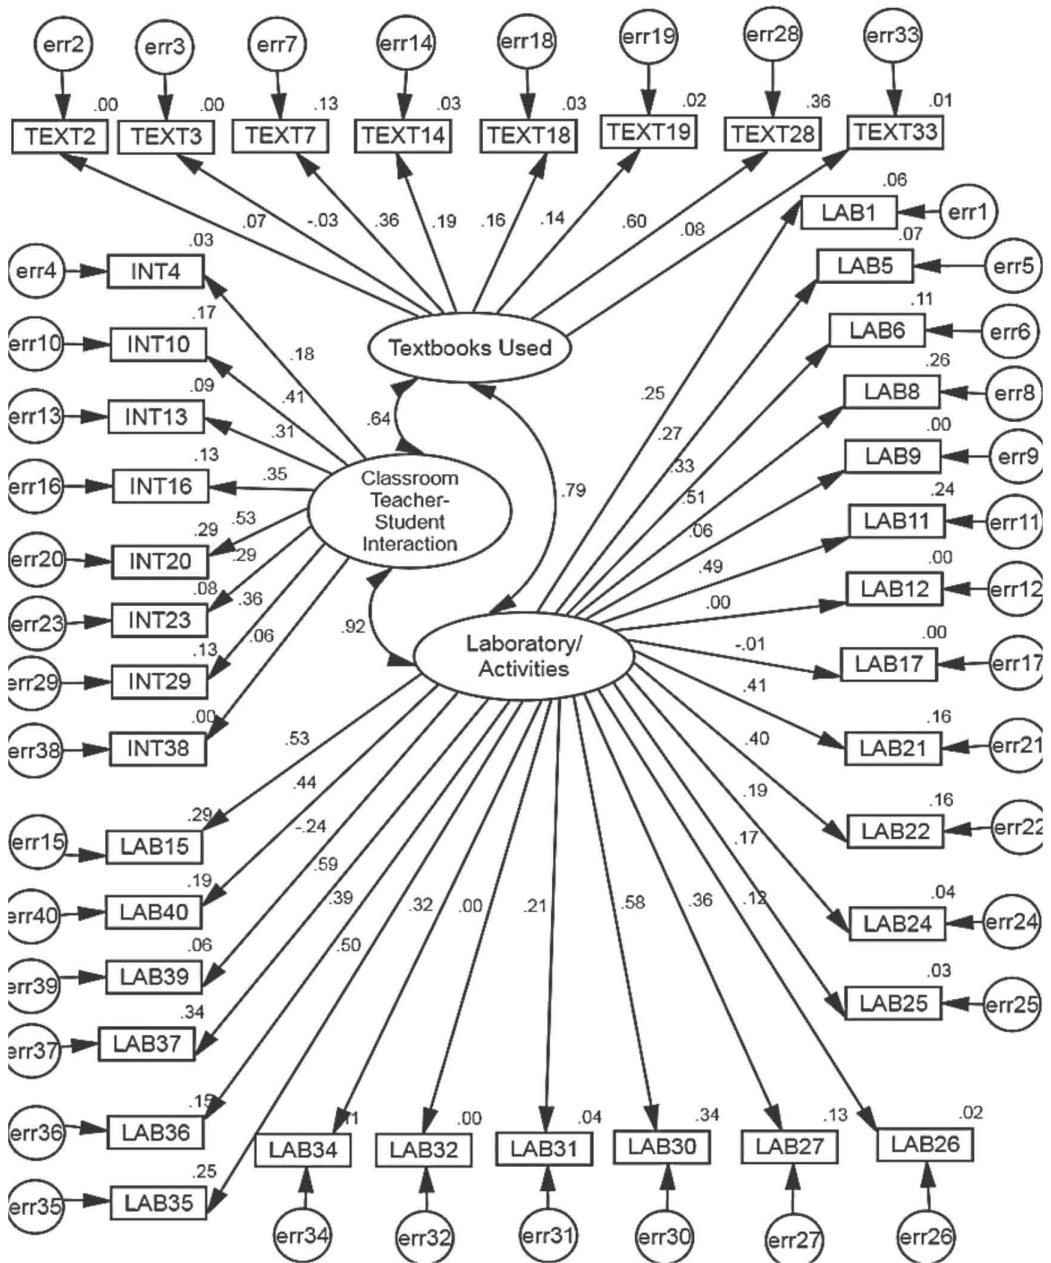 err2 err3 err7 err14 err18 err19 err28 err33
.00 .00 .13 .03 .03 .02 .36 .01
TEXT2 TEXT3 TEXT7 TEXT14 TEXT18 TEXT19 TEXT28 TEXT33
.07 -.03 .36 .19 .16 .14 .60 .08
Textbooks Used
.64
.79
.03
err4 INT4
.18
.17
err10 INT10
.41
.09
err13 INT13
.31
.13
err16 INT16
.35
.29
err20 INT20
.53
.08
err23 INT23
.29
.13
err29 INT29
.36
.00
err38 INT38
.06
Classroom
Teacher-
Student
Interaction
.92
Laboratory/
Activities
.06
LAB1 err1
.25
.07
LAB5 err5
.27
.11
LAB6 err6
.33
.26
LAB8 err8
.51
.00
LAB9 err9
.06
.24
LAB11 err11
.49
.00
LAB12 err12
.00
.00
LAB17 err17
-.01
.16
LAB21 err21
.41
.16
LAB22 err22
.40
.04
LAB24 err24
.19
.03
LAB25 err25
.17
.29
err15 LAB15
.53
.19
err40 LAB40
.44
.06
err39 LAB39
-.24
.34
err37 LAB37
.59
.15
err36 LAB36
.39
.25
err35 LAB35
.50
.32 .00 .21 .58 .36 .12
.00 .04 .34 .13 .02
LAB34 LAB32 LAB31 LAB30 LAB27 LAB26
err34 err32 err31 err30 err27 err26